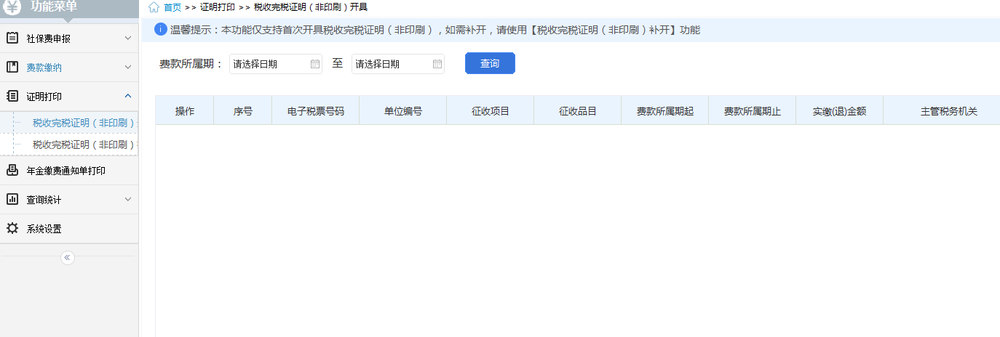 功能菜单
首页 >> 证明打印 >> 税收完税证明（非印刷）开具
温馨提示：本功能仅支持首次开具税收完税证明（非印刷），如需补开，请使用【税收完税证明（非印刷）补开】功能
社保费申报
费款缴纳
证明打印
税收完税证明（非印刷）
税收完税证明（非印刷）
年金缴费通知单打印
查询统计
系统设置
费款所属期： 请选择日期 至 请选择日期 查询
操作 序号 电子税票号码 单位编号 征收项目 征收品目 费款所属期起 费款所属期止 实缴(退)金额 主管税务机关